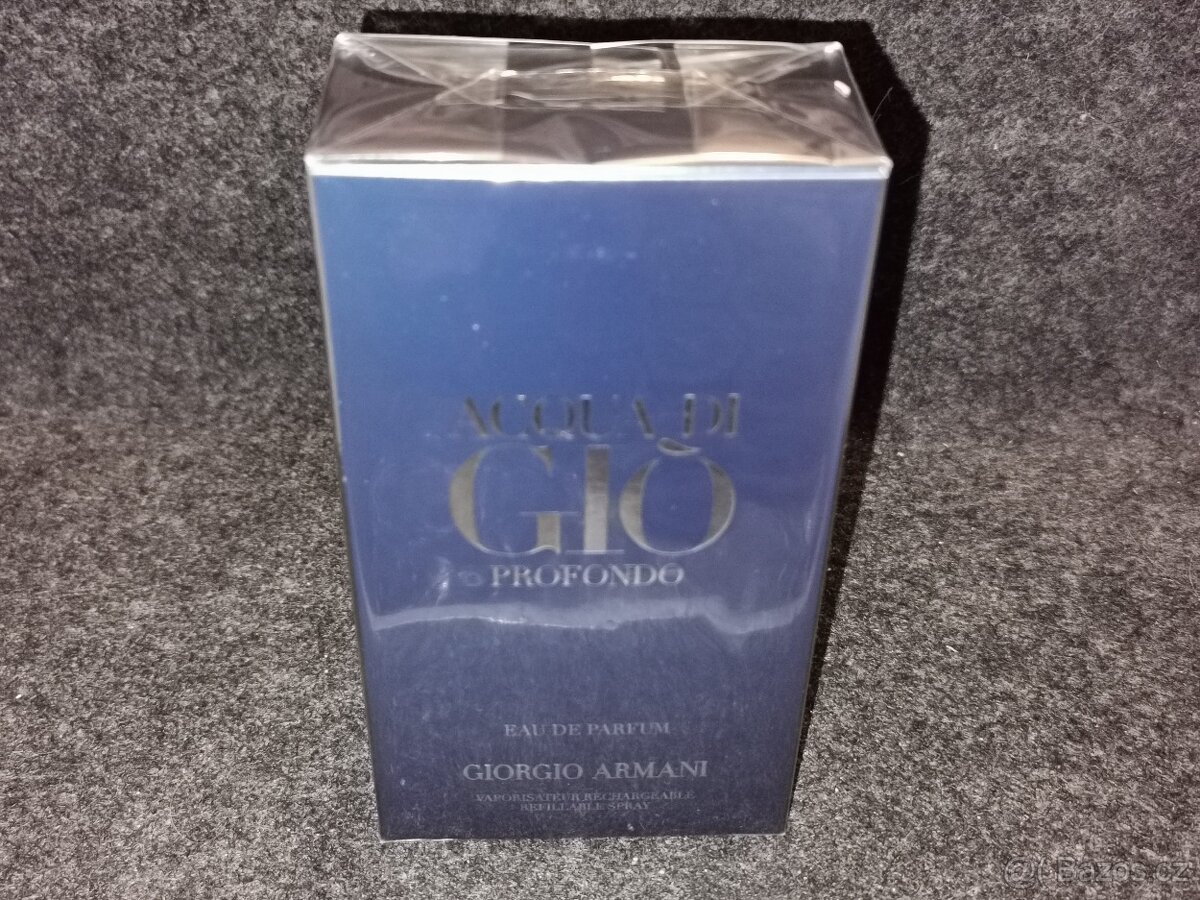 ACQUA DI
GIÒ
PROFONDO
EAU DE PARFUM
GIORGIO ARMANI
VAPORISATEUR RECHARGEABLE
REFILLABLE SPRAY
Bazos.cz